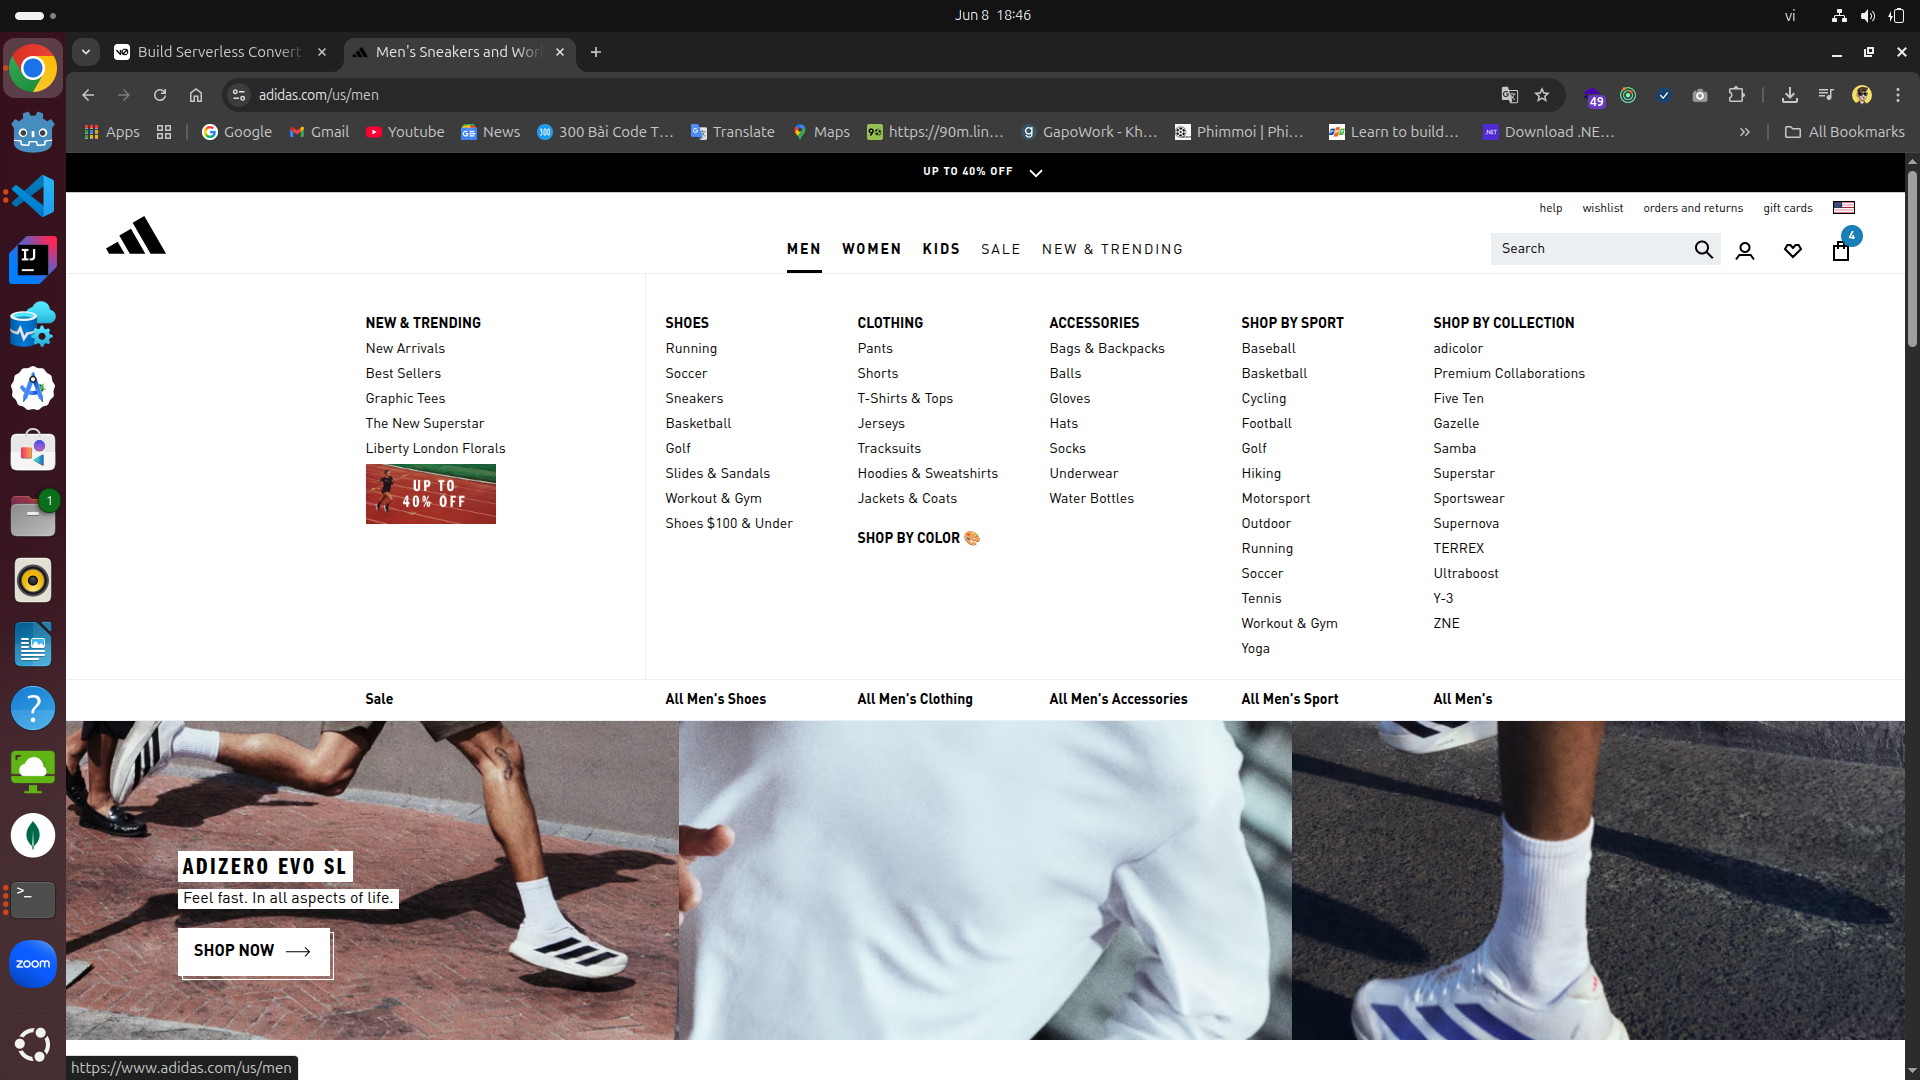 Jun 8 18:46
vi
Build Serverless Convert
Men's Sneakers and Wor
adidas.com/us/men
49
Apps
Google
Gmail
Youtube
News
300 Bài Code T...
Translate
Maps
https://90m.lin...
GapoWork - Kh...
Phimmoi | Phi...
Learn to build...
Download .NE...
All Bookmarks
UP TO 40% OFF
help
wishlist
orders and returns
gift cards
MEN
WOMEN
KIDS
SALE
NEW & TRENDING
Search
4
NEW & TRENDING
New Arrivals
Best Sellers
Graphic Tees
The New Superstar
Liberty London Florals
UP TO
40% OFF
Sale
SHOES
Running
Soccer
Sneakers
Basketball
Golf
Slides & Sandals
Workout & Gym
Shoes $100 & Under
All Men's Shoes
CLOTHING
Pants
Shorts
T-Shirts & Tops
Jerseys
Tracksuits
Hoodies & Sweatshirts
Jackets & Coats
SHOP BY COLOR 🎨
All Men's Clothing
ACCESSORIES
Bags & Backpacks
Balls
Gloves
Hats
Socks
Underwear
Water Bottles
All Men's Accessories
SHOP BY SPORT
Baseball
Basketball
Cycling
Football
Golf
Hiking
Motorsport
Outdoor
Running
Soccer
Tennis
Workout & Gym
Yoga
All Men's Sport
SHOP BY COLLECTION
adicolor
Premium Collaborations
Five Ten
Gazelle
Samba
Superstar
Sportswear
Supernova
TERREX
Ultraboost
Y-3
ZNE
All Men's
ADIZERO EVO SL
Feel fast. In all aspects of life.
SHOP NOW
https://www.adidas.com/us/men
IJ
1
zoom